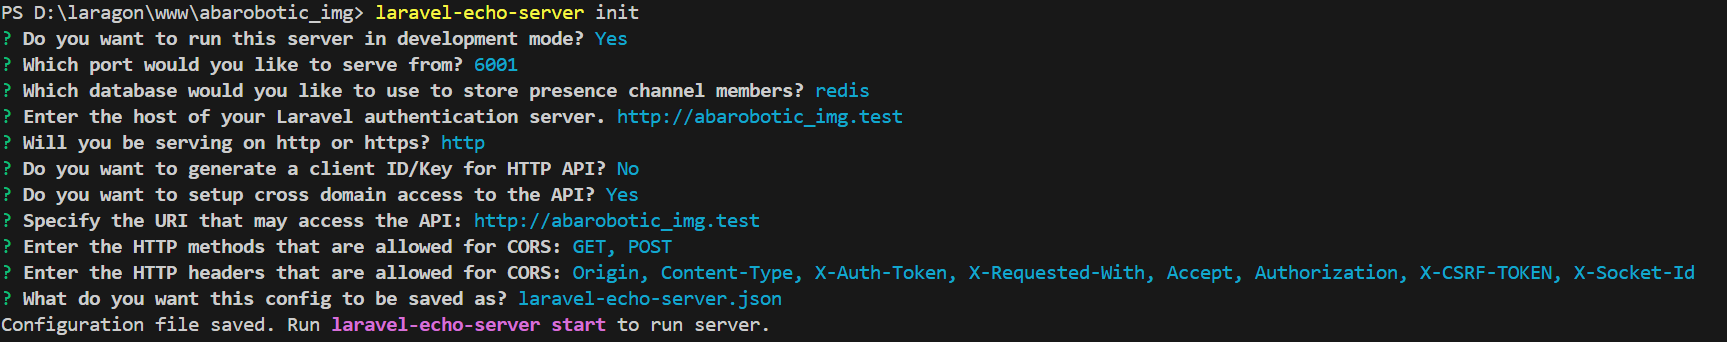 PS D:\laragon\www\abarobotic_img> laravel-echo-server init
? Do you want to run this server in development mode? Yes
? Which port would you like to serve from? 6001
? Which database would you like to use to store presence channel members? redis
? Enter the host of your Laravel authentication server. http://abarobotic_img.test
? Will you be serving on http or https? http
? Do you want to generate a client ID/Key for HTTP API? No
? Do you want to setup cross domain access to the API? Yes
? Specify the URI that may access the API: http://abarobotic_img.test
? Enter the HTTP methods that are allowed for CORS: GET, POST
? Enter the HTTP headers that are allowed for CORS: Origin, Content-Type, X-Auth-Token, X-Requested-With, Accept, Authorization, X-CSRF-TOKEN, X-Socket-Id
? What do you want this config to be saved as? laravel-echo-server.json
Configuration file saved. Run laravel-echo-server start to run server.